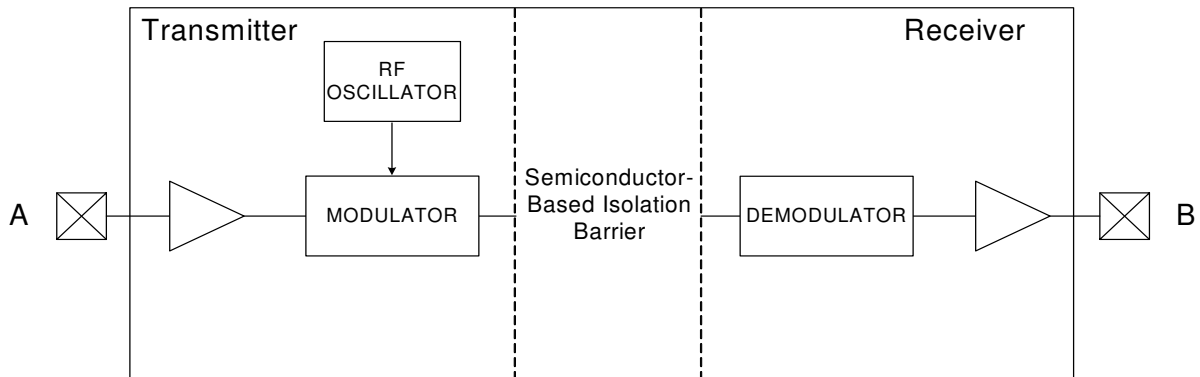 Transmitter
Receiver
RF
OSCILLATOR
A
MODULATOR
Semiconductor-
Based Isolation
Barrier
DEMODULATOR
B